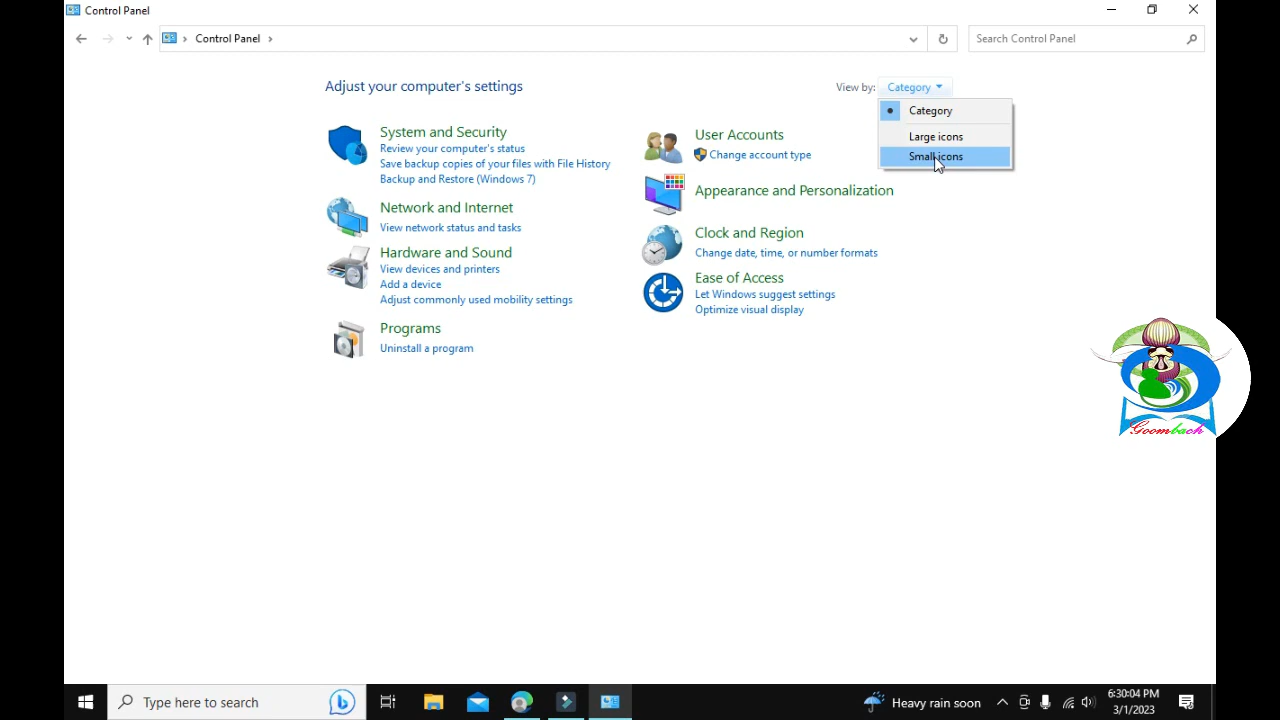 Control Panel
Control Panel
Search Control Panel
Adjust your computer's settings
View by: Category
Category
Large icons
Small icons
System and Security
Review your computer's status
Save backup copies of your files with File History
Backup and Restore (Windows 7)
Network and Internet
View network status and tasks
Hardware and Sound
View devices and printers
Add a device
Adjust commonly used mobility settings
Programs
Uninstall a program
User Accounts
Change account type
Appearance and Personalization
Clock and Region
Change date, time, or number formats
Ease of Access
Let Windows suggest settings
Optimize visual display
Goombach
Type here to search
Heavy rain soon
6:30:04 PM
3/1/2023